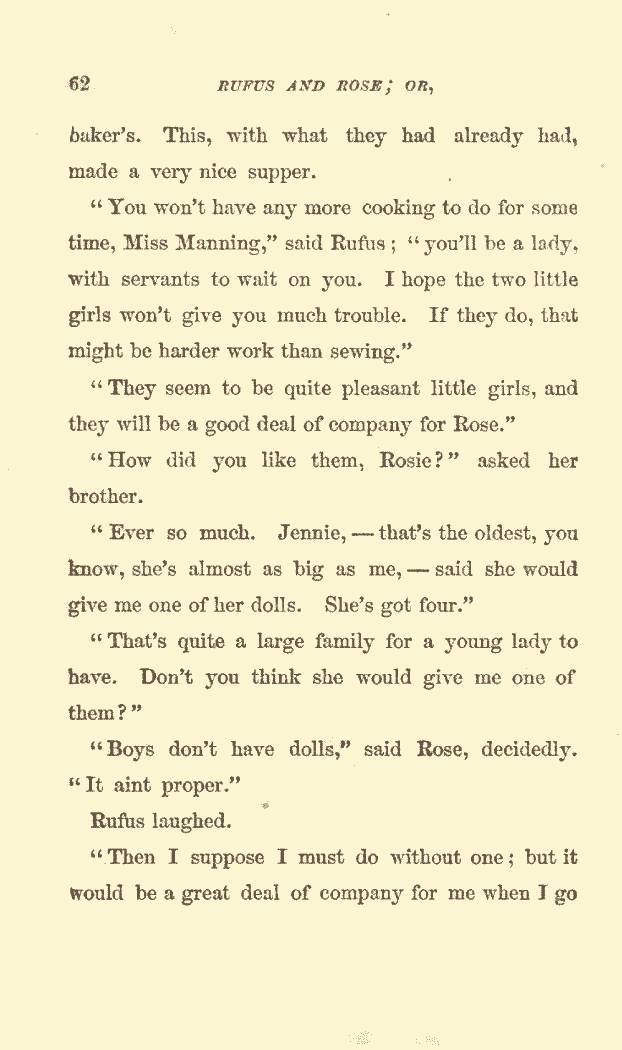 62 RUFUS AND ROSE; OR,
baker's. This, with what they had already had,
made a very nice supper.
"You won't have any more cooking to do for some
time, Miss Manning," said Rufus; "you'll be a lady,
with servants to wait on you. I hope the two little
girls won't give you much trouble. If they do, that
might be harder work than sewing."
"They seem to be quite pleasant little girls, and
they will be a good deal of company for Rose."
"How did you like them, Rosie?" asked her
brother.
"Ever so much. Jennie,—that's the oldest, you
know, she's almost as big as me,—said she would
give me one of her dolls. She's got four."
"That's quite a large family for a young lady to
have. Don't you think she would give me one of
them?"
"Boys don't have dolls," said Rose, decidedly.
"It aint proper."
Rufus laughed.
"Then I suppose I must do without one; but it
would be a great deal of company for me when I go